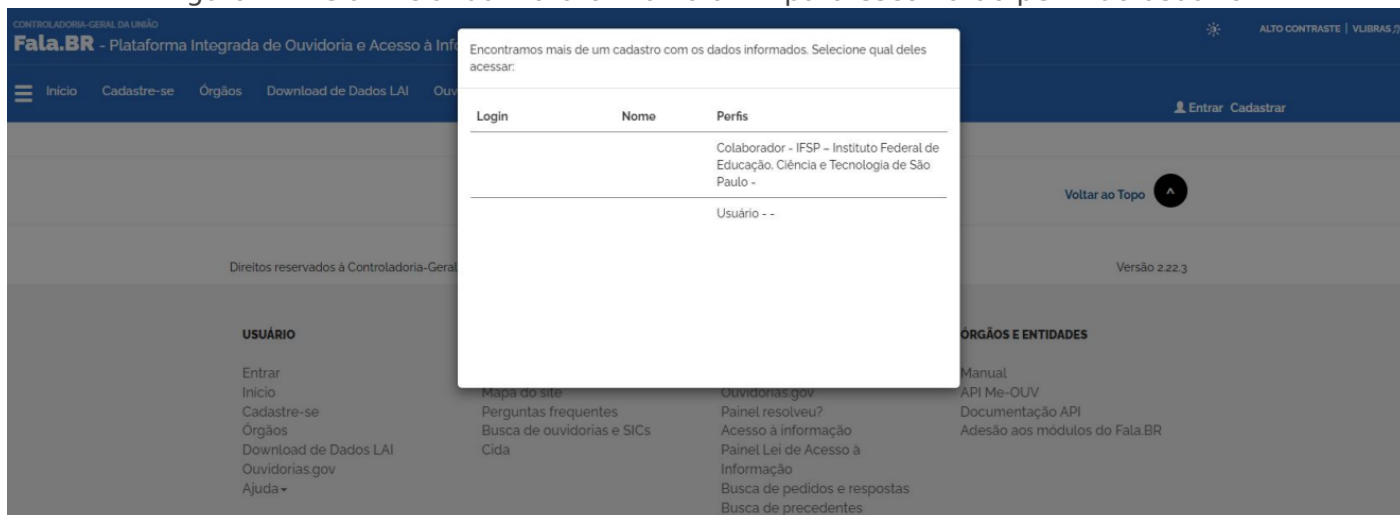 CONTROLADORIA-GERAL DA UNIÃO
Fala.BR - Plataforma Integrada de Ouvidoria e Acesso à
ALTO CONTRASTE | VLIBRAS
Início Cadastre-se Órgãos Download de Dados LAI
Entrar Cadastrar
Encontramos mais de um cadastro com os dados informados. Selecione qual deles
acessar:
Login Nome Perfis
Colaborador - IFSP – Instituto Federal de
Educação, Ciência e Tecnologia de São
Paulo -
Usuário - -
Voltar ao Topo
Direitos reservados à Controladoria-Geral
Versão 2.22.3
USUÁRIO
Entrar
Início
Cadastre-se
Órgãos
Download de Dados LAI
Ouvidorias.gov
Ajuda
Mapa do site
Perguntas frequentes
Busca de ouvidorias e SICs
Cida
Ouvidorias.gov
Painel resolveu?
Acesso à informação
Painel Lei de Acesso à
Informação
Busca de pedidos e respostas
Busca de precedentes
ÓRGÃOS E ENTIDADES
Manual
API Me-OUV
Documentação API
Adesão aos módulos do Fala.BR